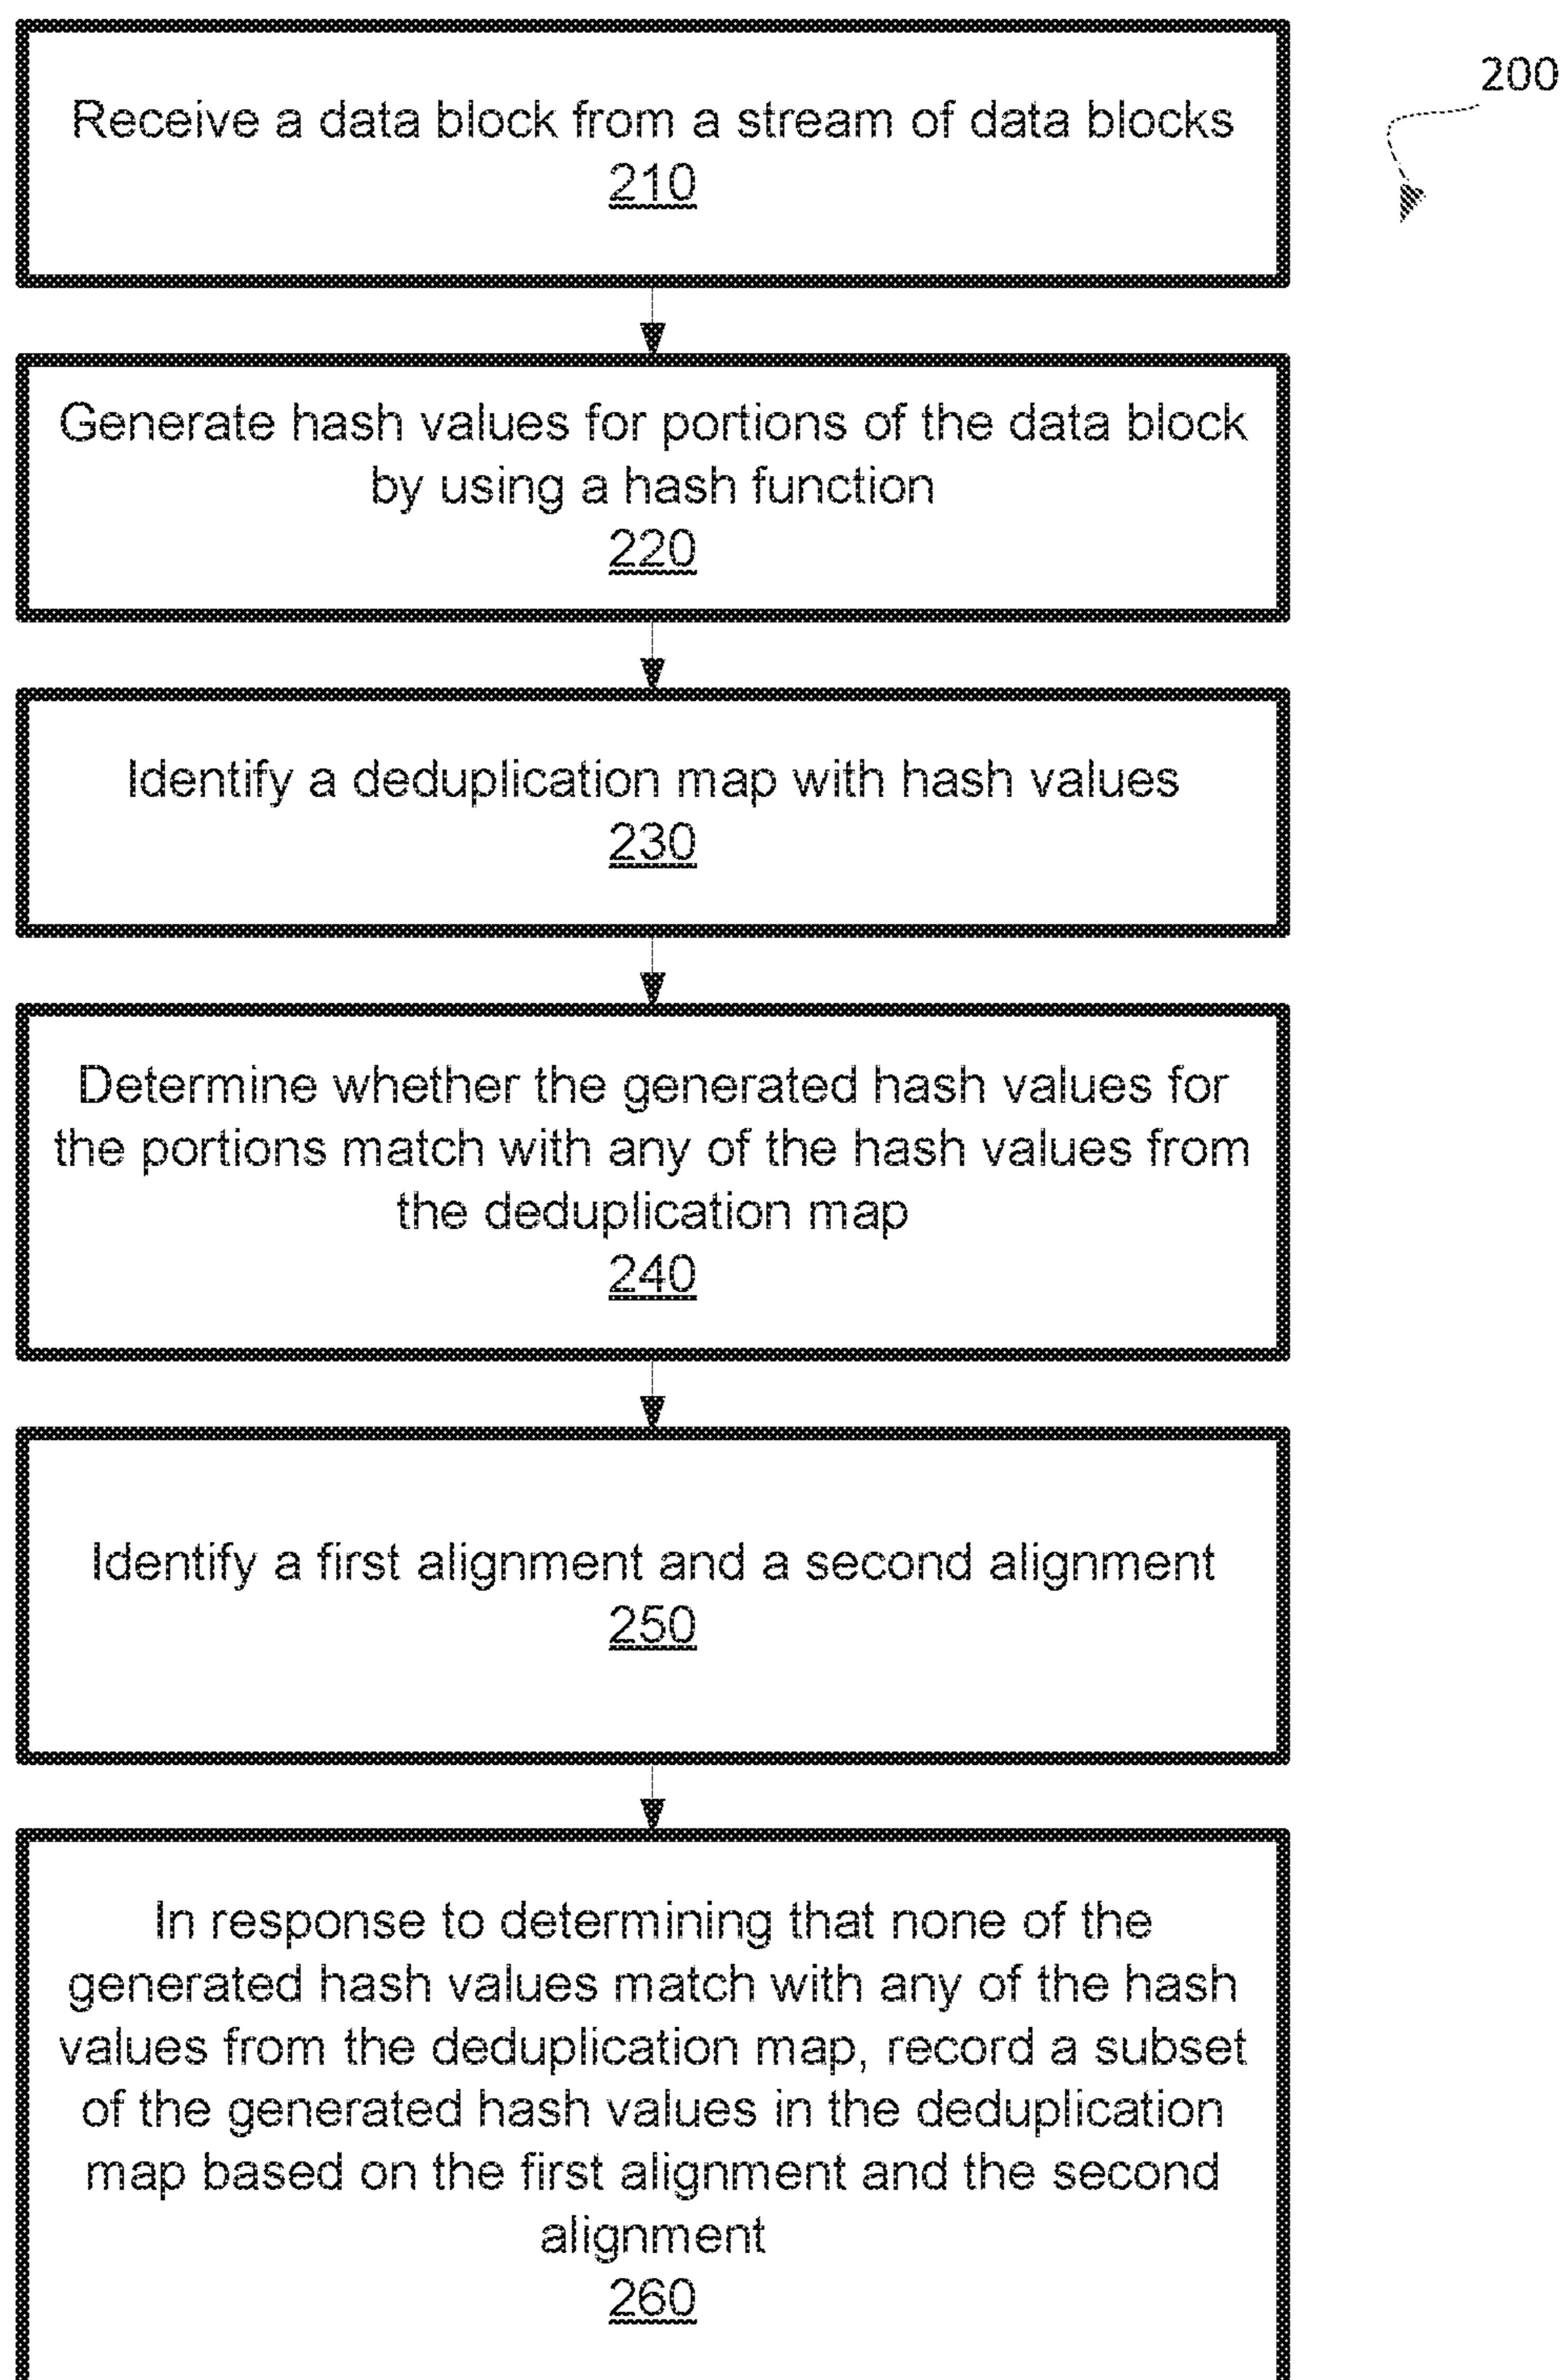 200
Receive a data block from a stream of data blocks
210
Generate hash values for portions of the data block
by using a hash function
220
Identify a deduplication map with hash values
230
Determine whether the generated hash values for
the portions match with any of the hash values from
the deduplication map
240
Identify a first alignment and a second alignment
250
In response to determining that none of the
generated hash values match with any of the hash
values from the deduplication map, record a subset
of the generated hash values in the deduplication
map based on the first alignment and the second
alignment
260